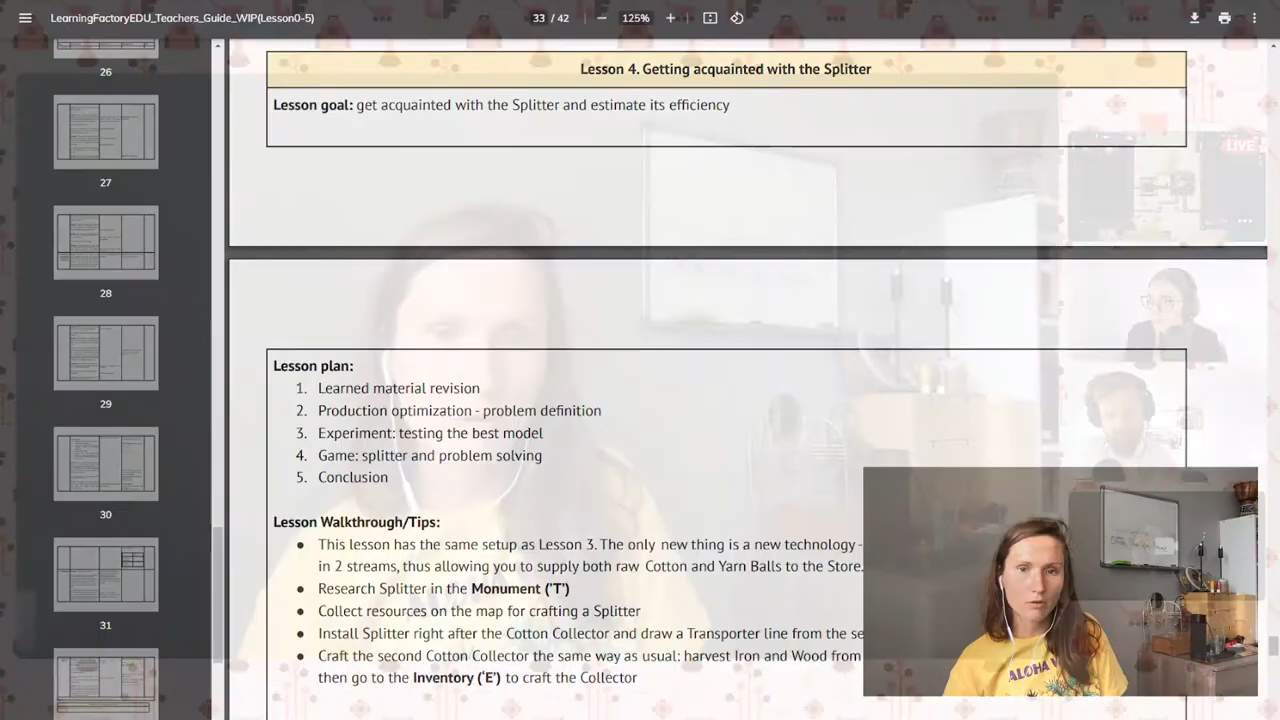 LearningFactoryEDU_Teachers_Guide_WIP(Lesson0-5)
33 / 42
125%
26
27
28
29
30
31
Lesson 4. Getting acquainted with the Splitter
Lesson goal: get acquainted with the Splitter and estimate its efficiency
LIVE
Lesson plan:
1. Learned material revision
2. Production optimization - problem definition
3. Experiment: testing the best model
4. Game: splitter and problem solving
5. Conclusion
Lesson Walkthrough/Tips:
● This lesson has the same setup as Lesson 3. The only new thing is a new technology -
in 2 streams, thus allowing you to supply both raw Cotton and Yarn Balls to the Store.
● Research Splitter in the Monument ('T')
● Collect resources on the map for crafting a Splitter
● Install Splitter right after the Cotton Collector and draw a Transporter line from the se
● Craft the second Cotton Collector the same way as usual: harvest Iron and Wood from
then go to the Inventory ('E') to craft the Collector
ALOHA